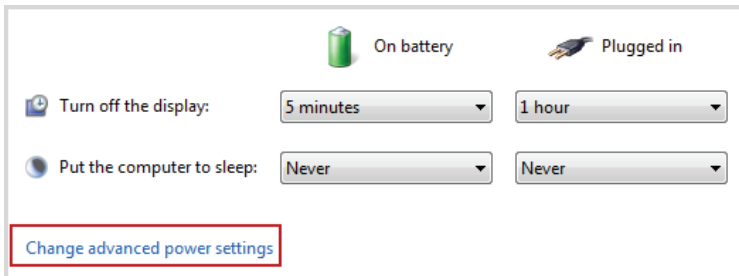 On battery Plugged in
Turn off the display: 5 minutes 1 hour
Put the computer to sleep: Never Never
Change advanced power settings